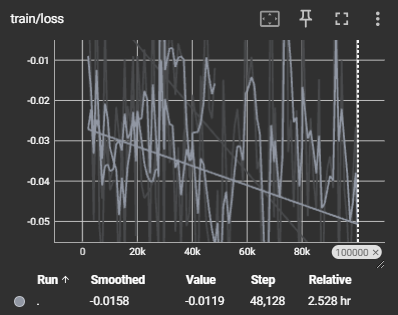 train/loss
-0.01
-0.02
-0.03
-0.04
-0.05
0 20k 40k 60k 80k 100000 ×
Run ↑ Smoothed Value Step Relative
. -0.0158 -0.0119 48,128 2.528 hr